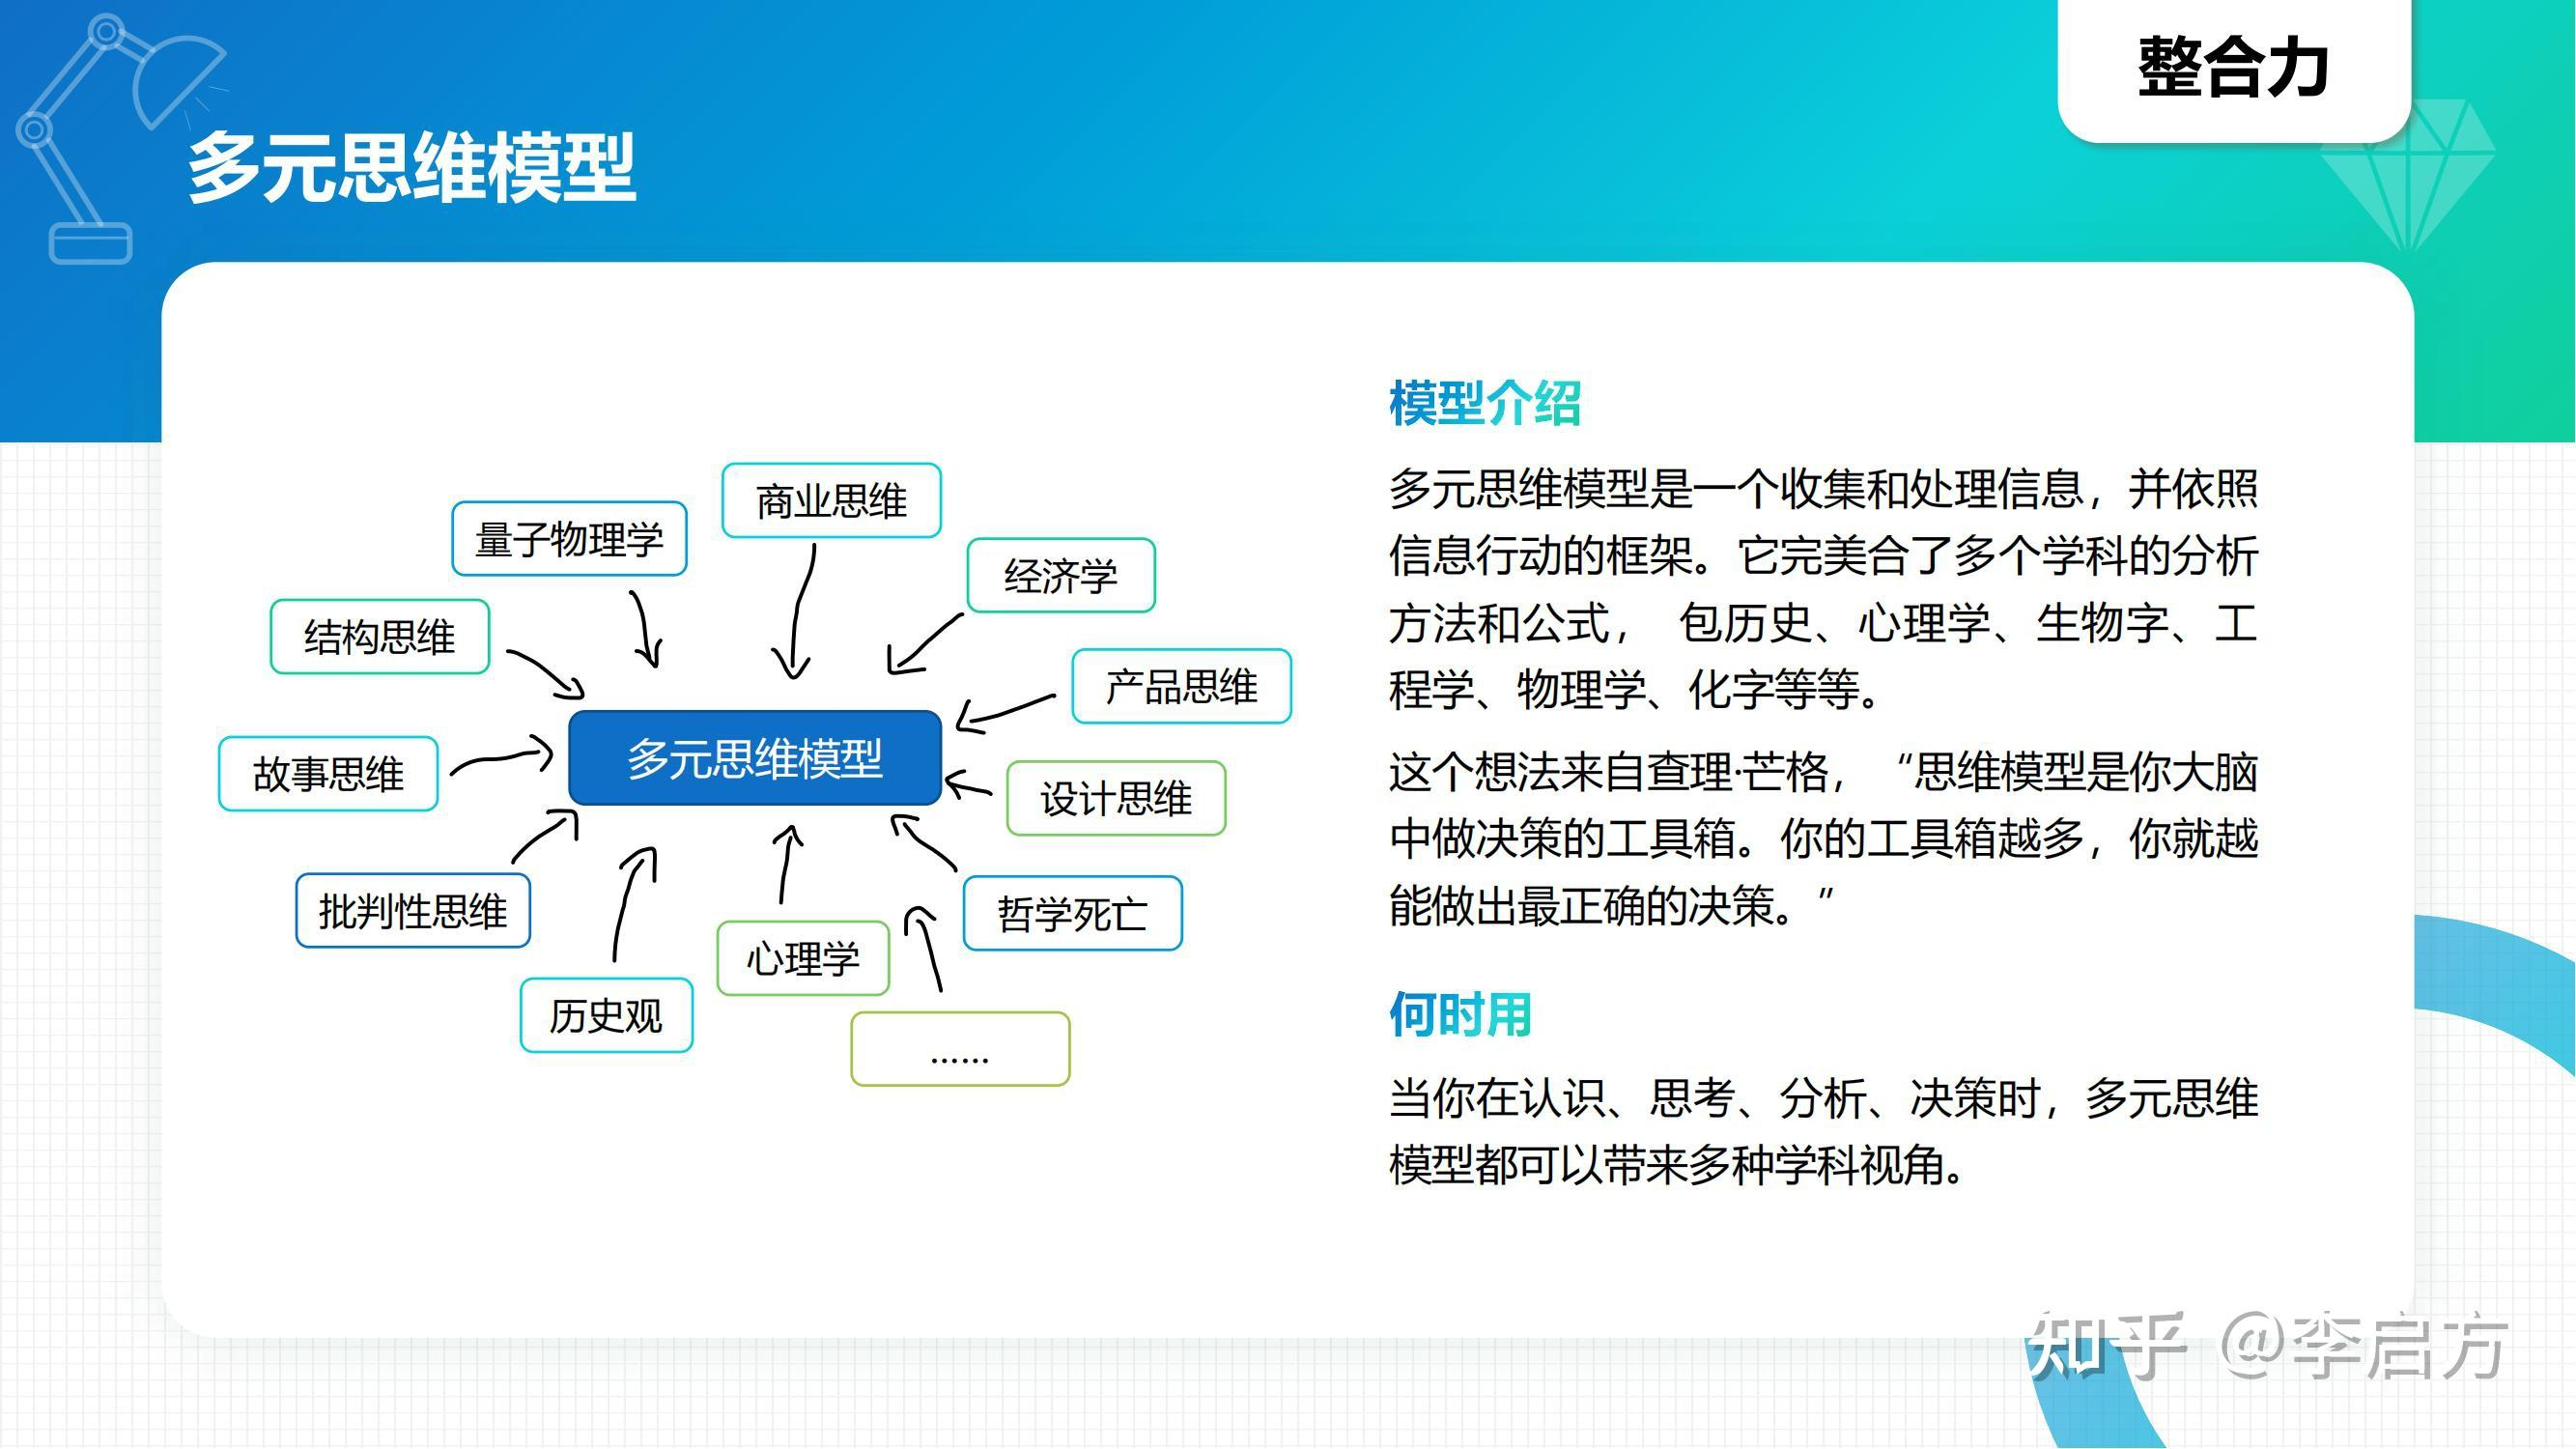 整合力
多元思维模型
商业思维
量子物理学
经济学
结构思维
产品思维
多元思维模型
故事思维
设计思维
批判性思维
哲学死亡
心理学
历史观
......
模型介绍
多元思维模型是一个收集和处理信息，并依照
信息行动的框架。它完美合了多个学科的分析
方法和公式， 包历史、心理学、生物字、工
程学、物理学、化字等等。
这个想法来自查理·芒格， “思维模型是你大脑
中做决策的工具箱。你的工具箱越多，你就越
能做出最正确的决策。”
何时用
当你在认识、思考、分析、决策时，多元思维
模型都可以带来多种学科视角。
知乎 @李启方